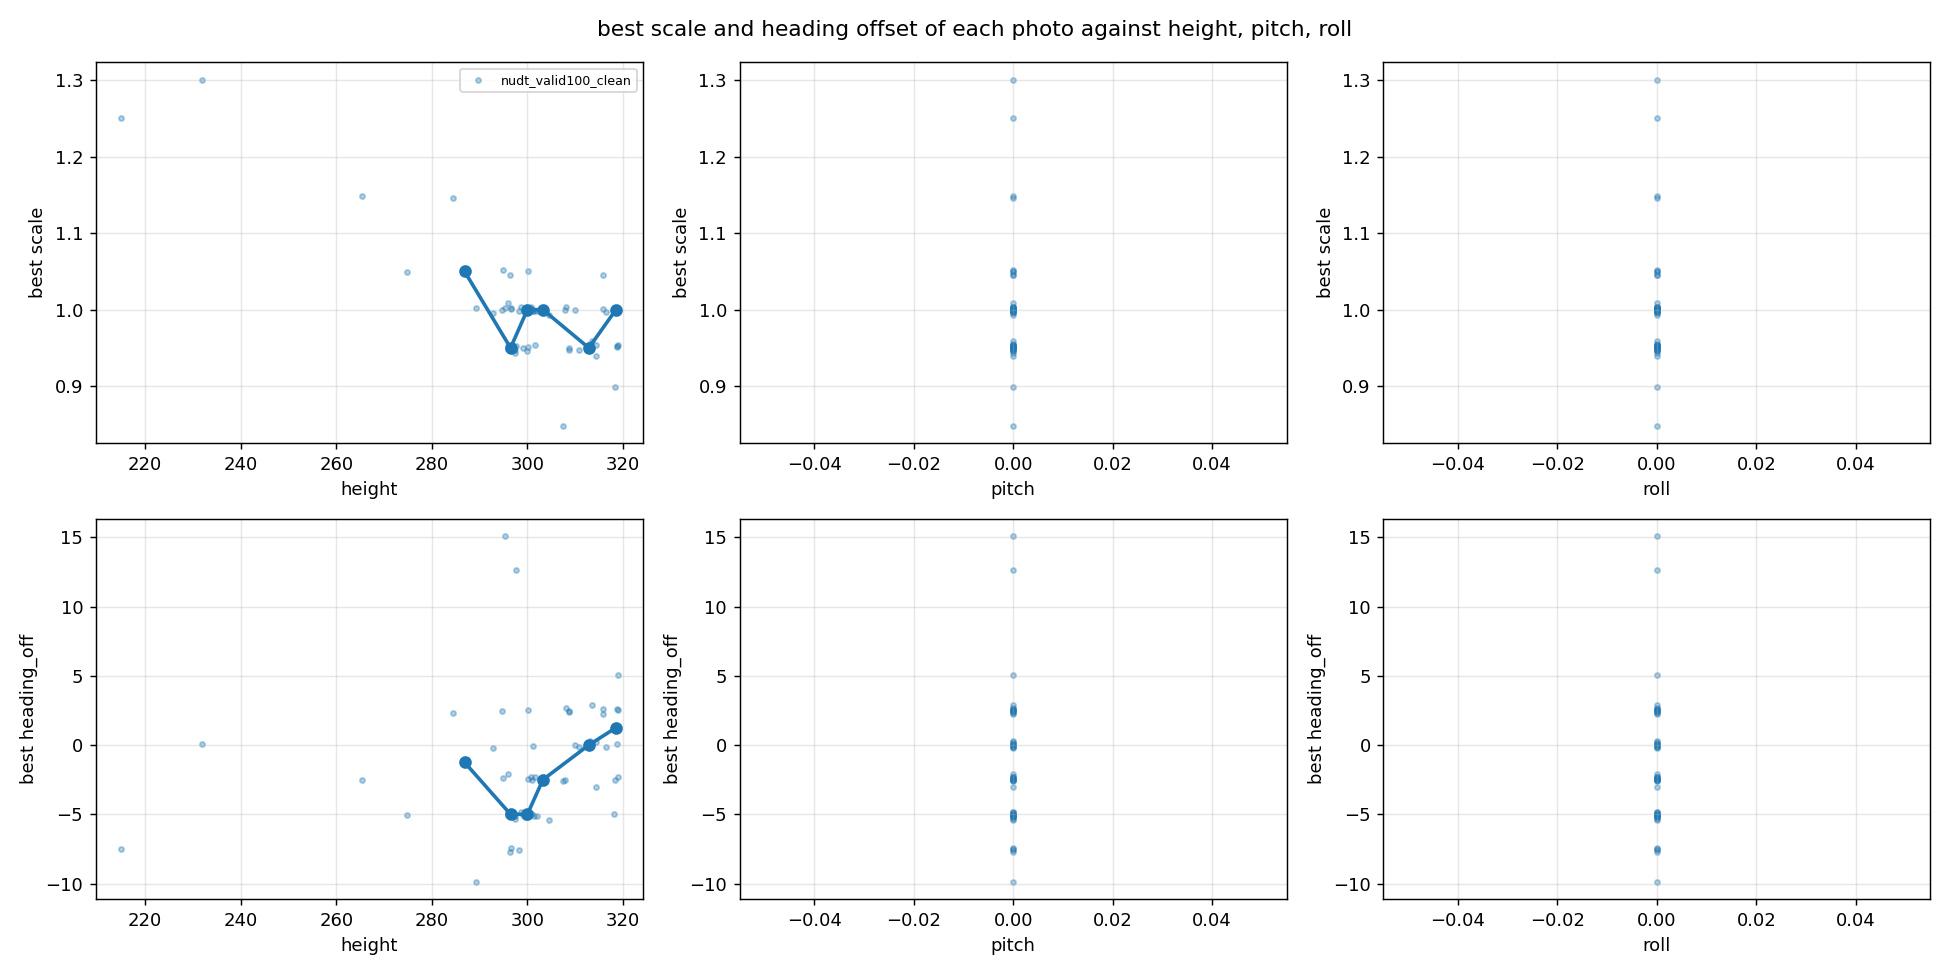 best scale and heading offset of each photo against height, pitch, roll
nudt_valid100_clean
best scale
1.3
1.2
1.1
1.0
0.9
220 240 260 280 300 320
height
best scale
1.3
1.2
1.1
1.0
0.9
−0.04 −0.02 0.00 0.02 0.04
pitch
best scale
1.3
1.2
1.1
1.0
0.9
−0.04 −0.02 0.00 0.02 0.04
roll
best heading_off
15
10
5
0
−5
−10
220 240 260 280 300 320
height
best heading_off
15
10
5
0
−5
−10
−0.04 −0.02 0.00 0.02 0.04
pitch
best heading_off
15
10
5
0
−5
−10
−0.04 −0.02 0.00 0.02 0.04
roll